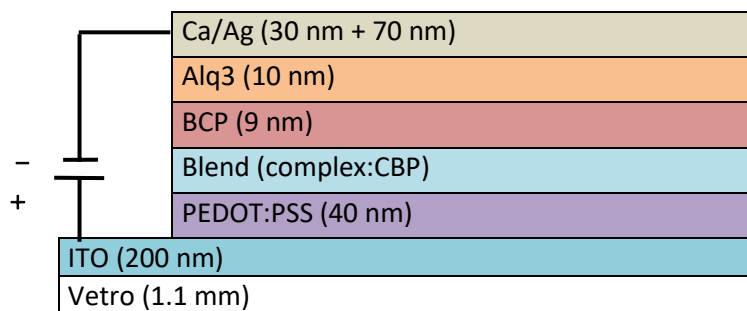 Ca/Ag (30 nm + 70 nm)
Alq3 (10 nm)
BCP (9 nm)
–
Blend (complex:CBP)
+
PEDOT:PSS (40 nm)
ITO (200 nm)
Vetro (1.1 mm)